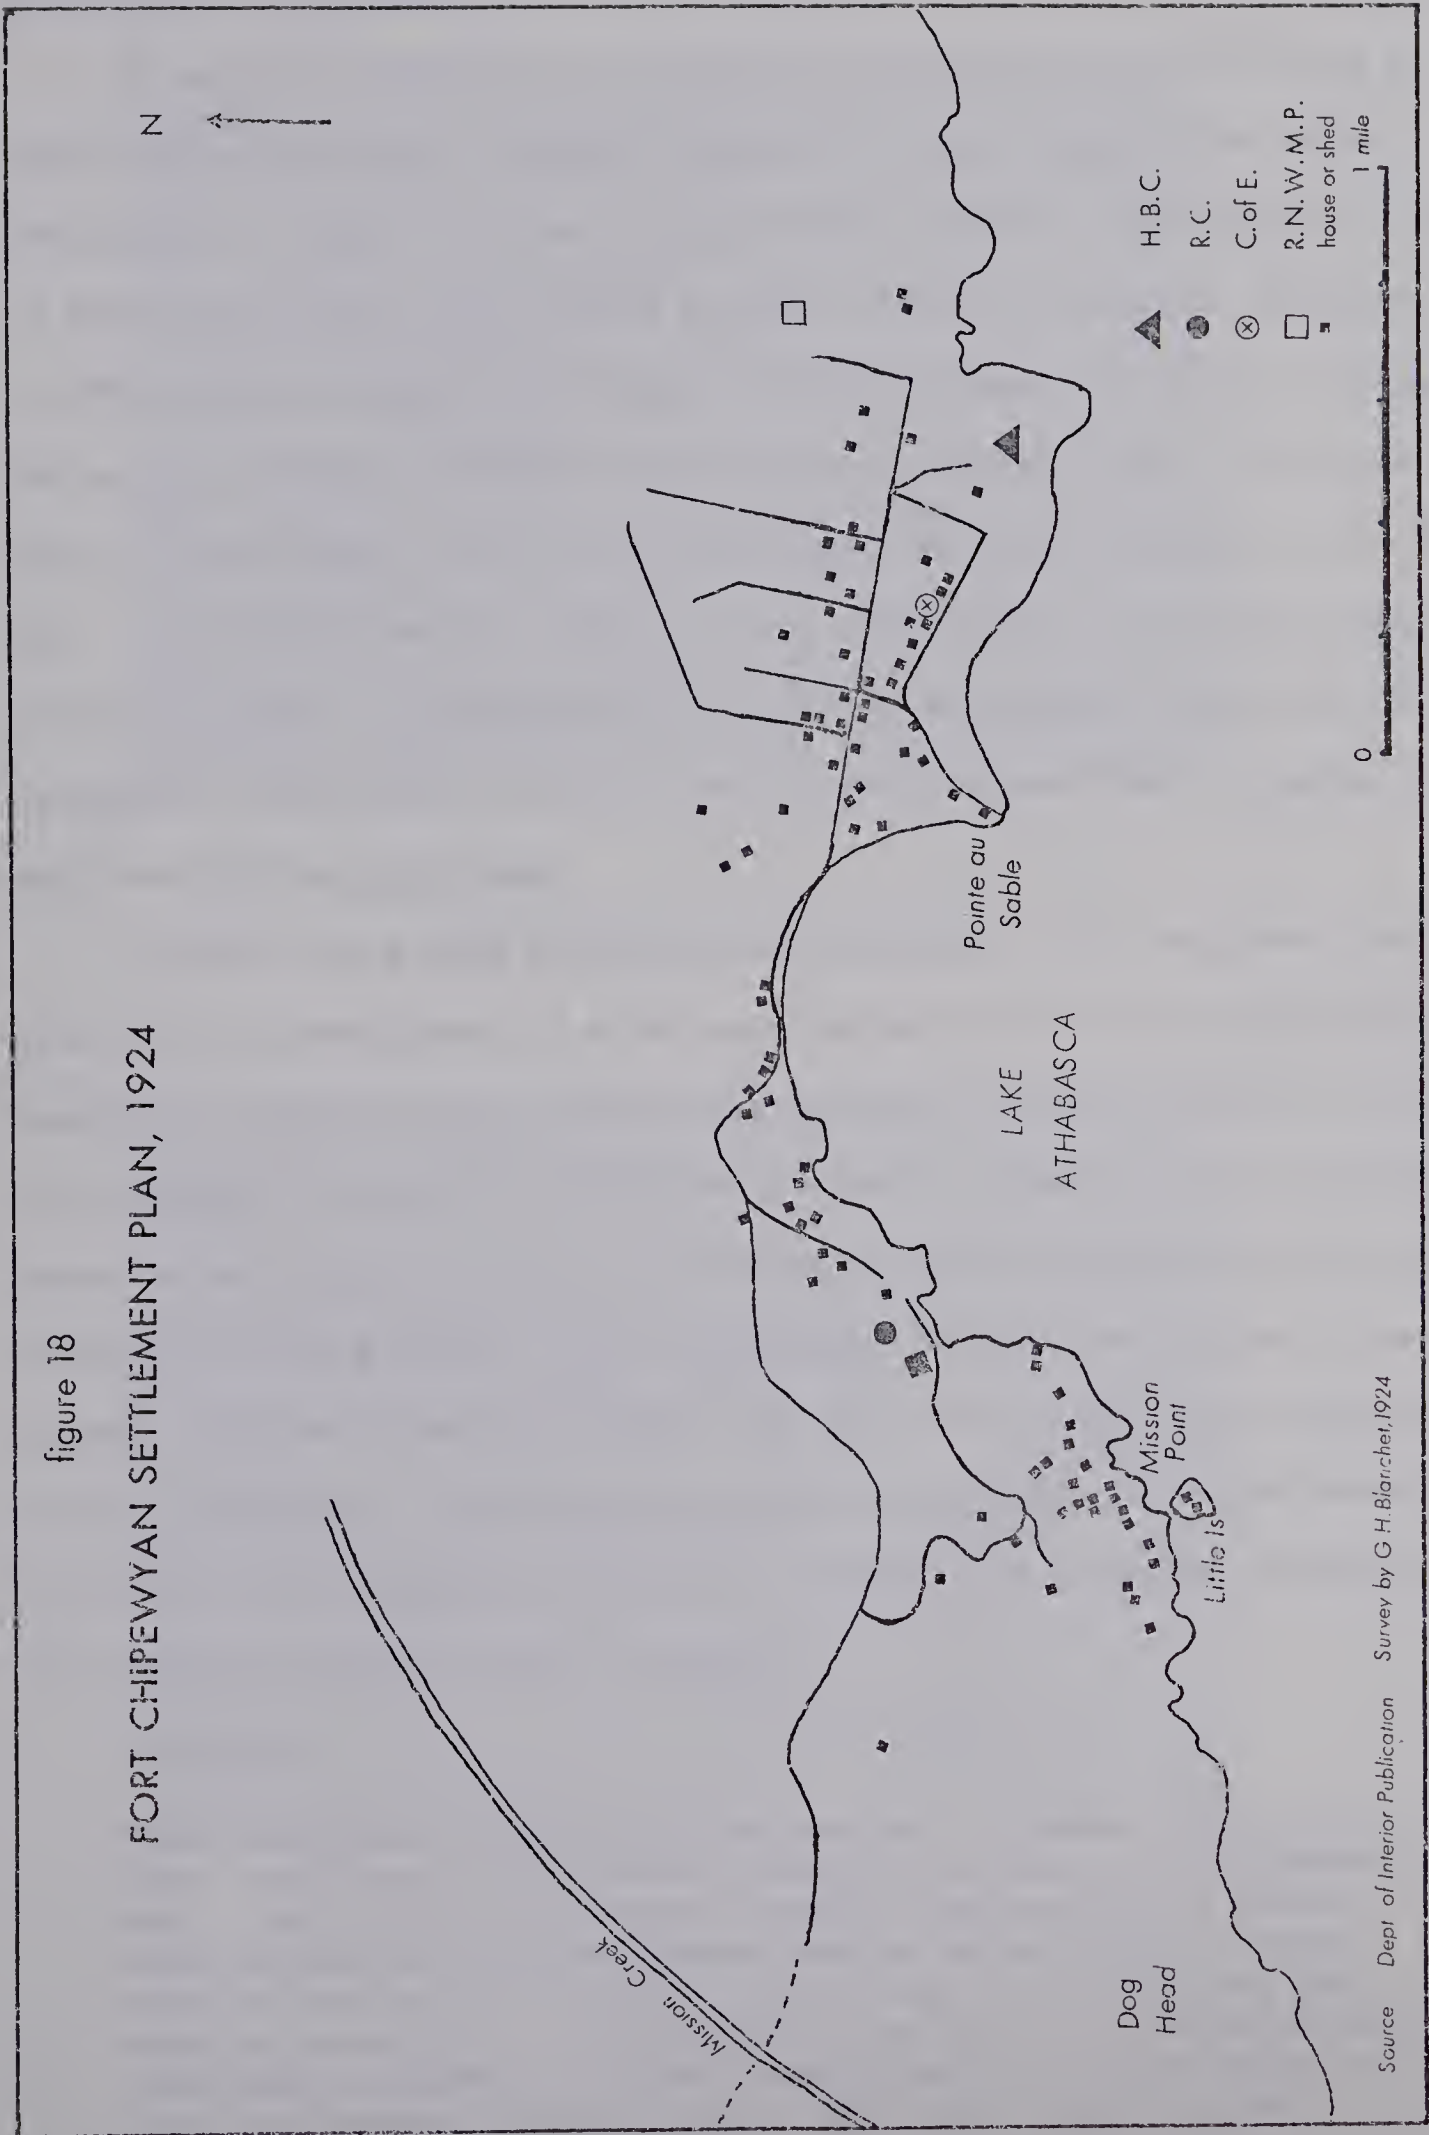 figure 18
FORT CHIPEWYAN SETTLEMENT PLAN, 1924
N
Mission Creek
Dog
Head
Little Is
Mission
Point
LAKE
ATHABASCA
Pointe au
Sable
H.B.C.
R.C.
C. of E.
R.N.W.M.P.
house or shed
0
1 mile
Source Dept of Interior Publication Survey by G H. Blanchet, 1924